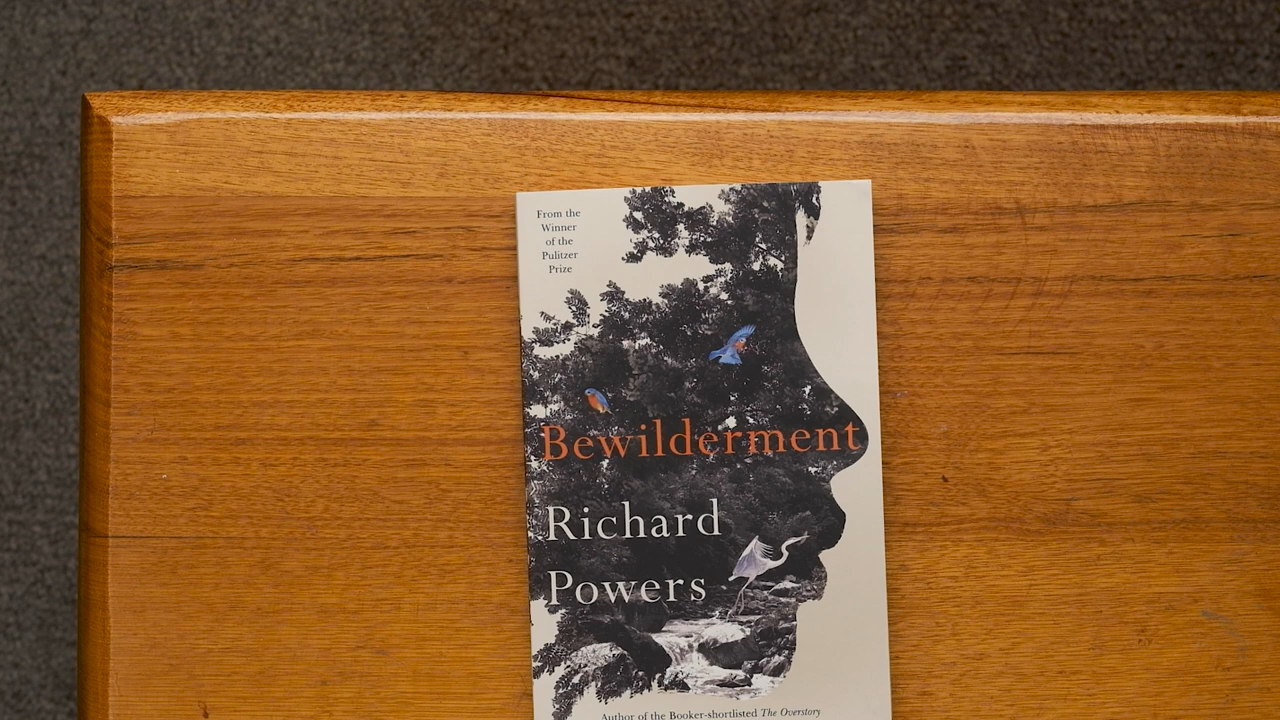 From the
Winner
of the
Pulitzer
Prize
Bewilderment
Richard
Powers
Author of the Booker-shortlisted The Overstory